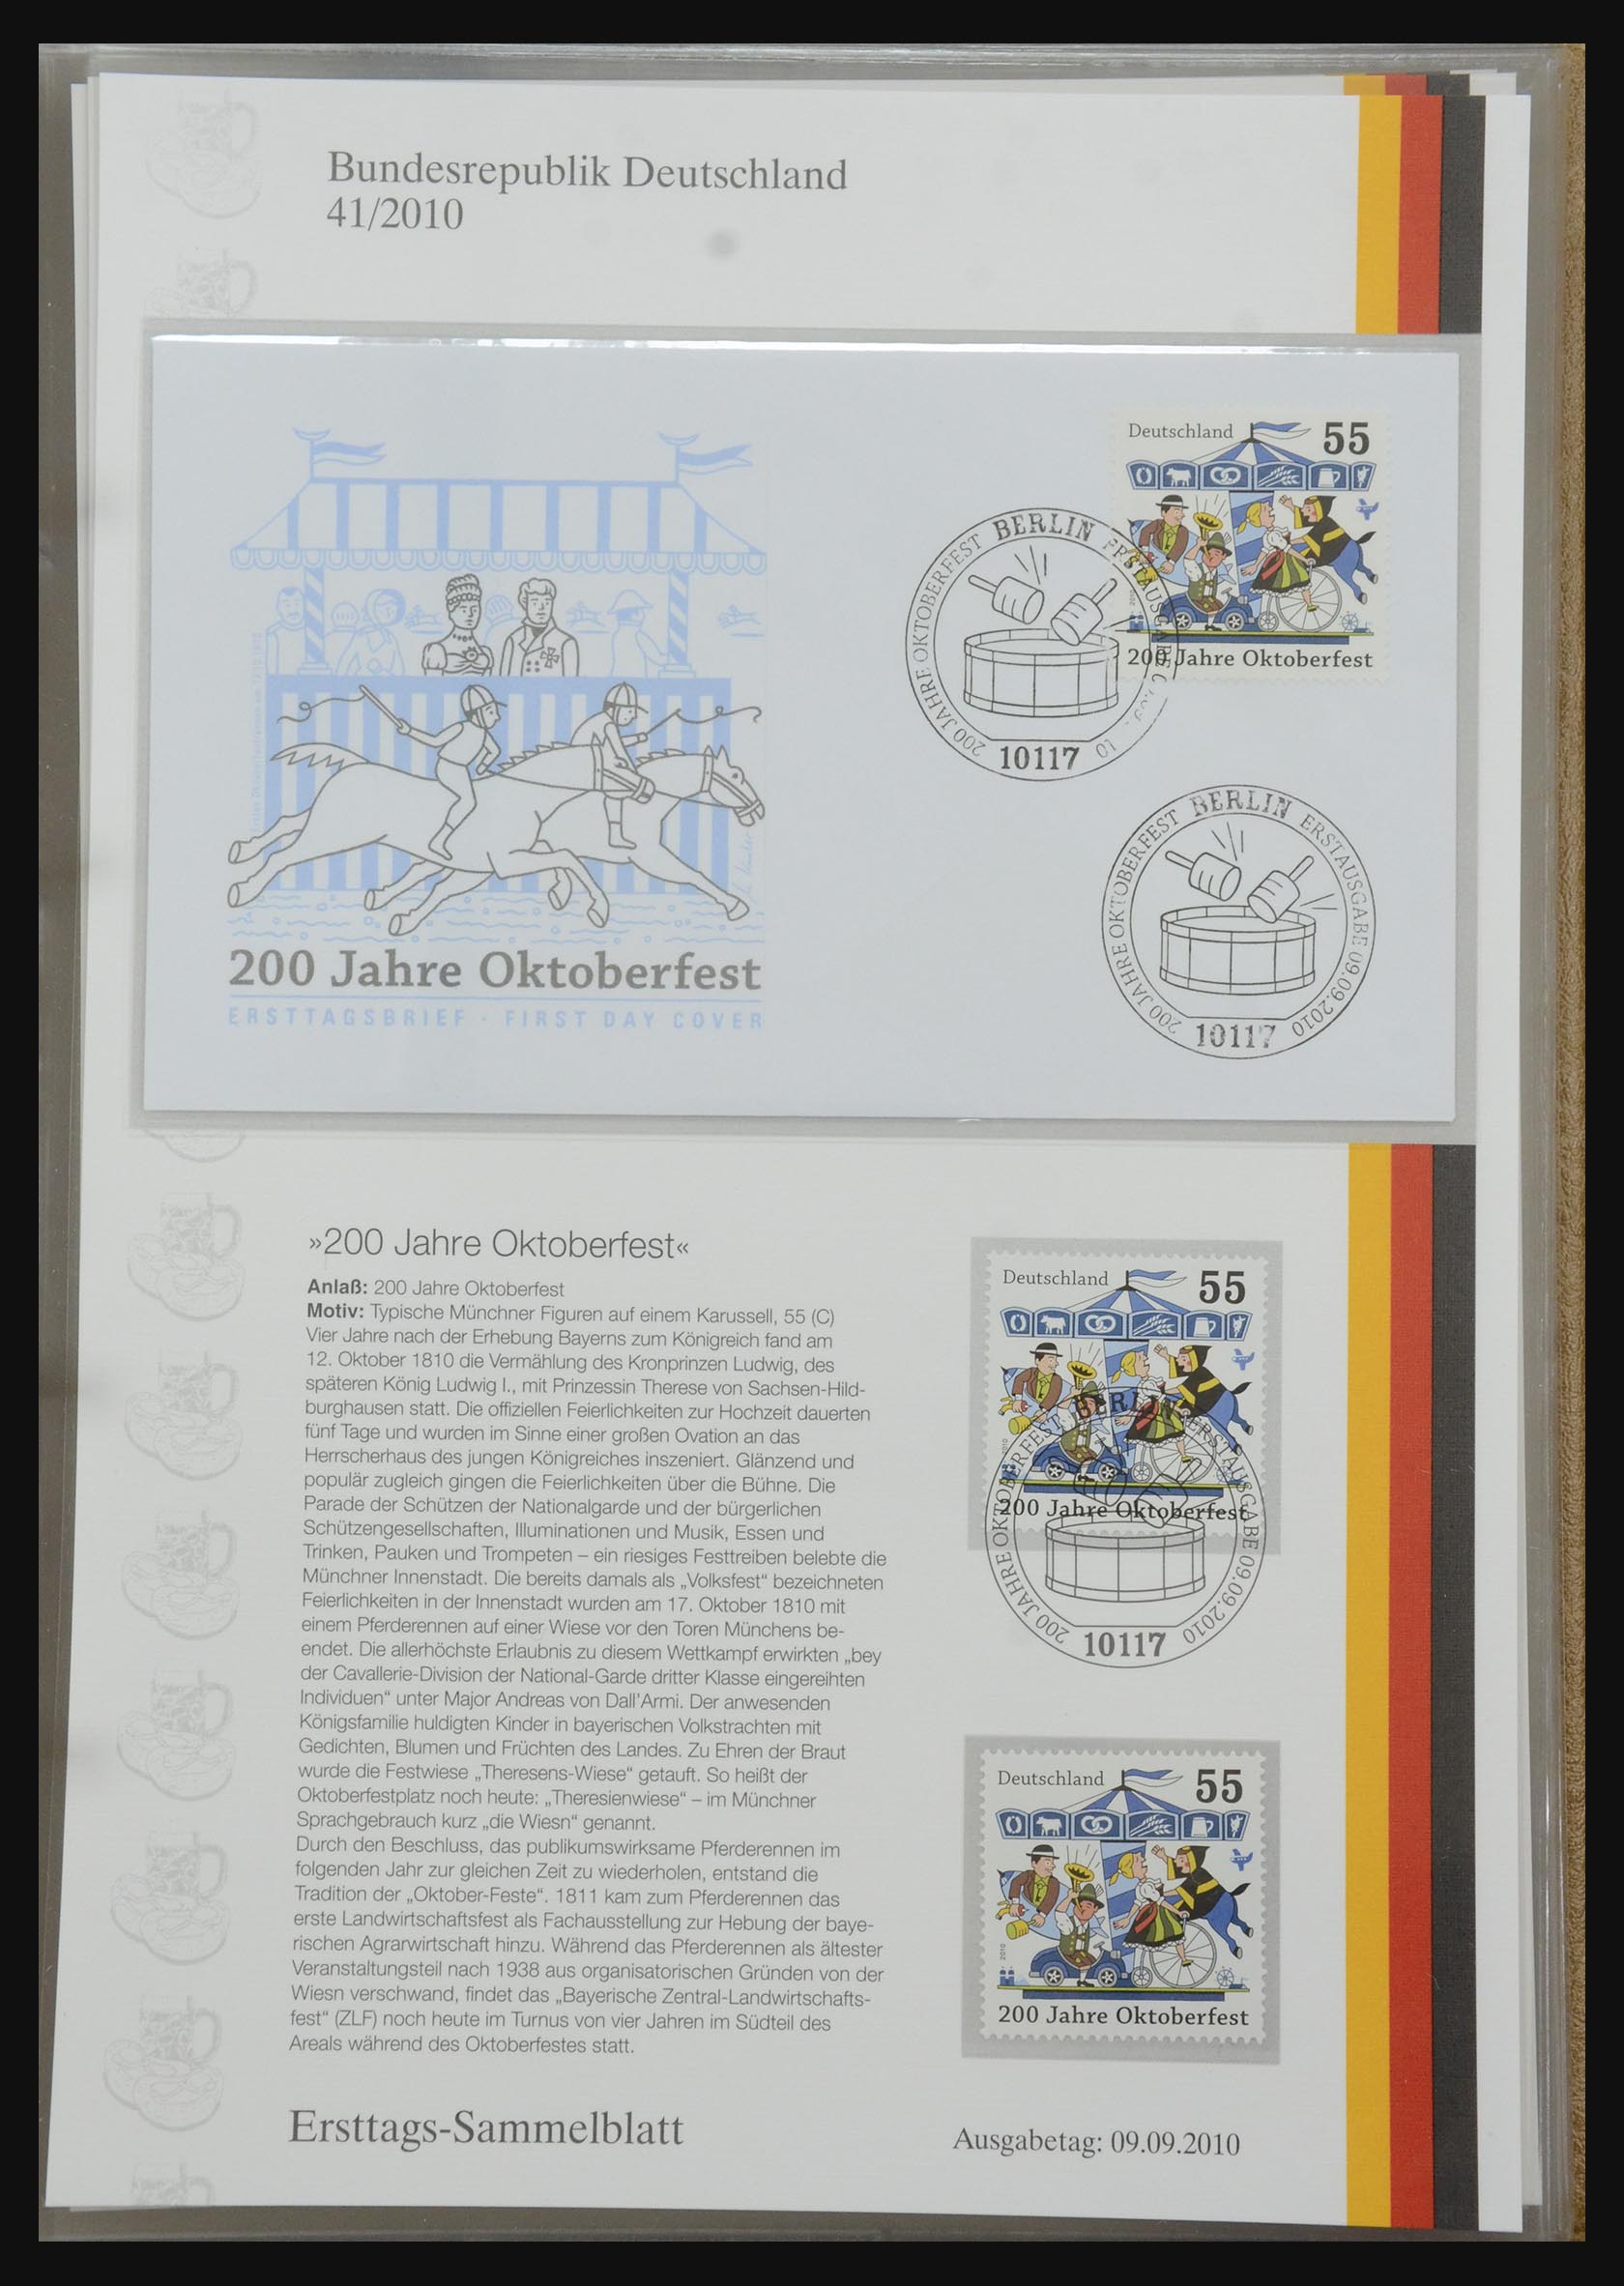 Bundesrepublik Deutschland
41/2010
Deutschland 55
200 Jahre Oktoberfest
BERLIN
200 JAHRE OKTOBERFEST
10117
200 Jahre Oktoberfest
ERSTTAGSBRIEF · FIRST DAY COVER
BERLIN
200 JAHRE OKTOBERFEST ERSTAUSGABE 09.09.2010
10117
»200 Jahre Oktoberfest«
Anlaß: 200 Jahre Oktoberfest
Motiv: Typische Münchner Figuren auf einem Karussell, 55 (C)
Vier Jahre nach der Erhebung Bayerns zum Königreich fand am
12. Oktober 1810 die Vermählung des Kronprinzen Ludwig, des
späteren König Ludwig I., mit Prinzessin Therese von Sachsen-Hild-
burghausen statt. Die offiziellen Feierlichkeiten zur Hochzeit dauerten
fünf Tage und wurden im Sinne einer großen Ovation an das
Herrscherhaus des jungen Königreiches inszeniert. Glänzend und
populär zugleich gingen die Feierlichkeiten über die Bühne. Die
Parade der Schützen der Nationalgarde und der bürgerlichen
Schützengesellschaften, Illuminationen und Musik, Essen und
Trinken, Pauken und Trompeten – ein riesiges Festtreiben belebte die
Münchner Innenstadt. Die bereits damals als „Volksfest“ bezeichneten
Feierlichkeiten in der Innenstadt wurden am 17. Oktober 1810 mit
einem Pferderennen auf einer Wiese vor den Toren Münchens be-
endet. Die allerhöchste Erlaubnis zu diesem Wettkampf erwirkten „bey
der Cavallerie-Division der National-Garde dritter Klasse eingereihten
Individuen“ unter Major Andreas von Dall'Armi. Der anwesenden
Königsfamilie huldigten Kinder in bayerischen Volkstrachten mit
Gedichten, Blumen und Früchten des Landes. Zu Ehren der Braut
wurde die Festwiese „Theresens-Wiese“ getauft. So heißt der
Oktoberfestplatz noch heute: „Theresienwiese“ – im Münchner
Sprachgebrauch kurz „die Wiesn“ genannt.
Durch den Beschluss, das publikumswirksame Pferderennen im
folgenden Jahr zur gleichen Zeit zu wiederholen, entstand die
Tradition der „Oktober-Feste“. 1811 kam zum Pferderennen das
erste Landwirtschaftsfest als Fachausstellung zur Hebung der baye-
rischen Agrarwirtschaft hinzu. Während das Pferderennen als ältester
Veranstaltungsteil nach 1938 aus organisatorischen Gründen von der
Wiesn verschwand, findet das „Bayerische Zentral-Landwirtschafts-
fest“ (ZLF) noch heute im Turnus von vier Jahren im Südteil des
Areals während des Oktoberfestes statt.
Deutschland 55
2010
200 Jahre Oktoberfest
BERLIN
200 JAHRE OKTOBERFEST ERSTAUSGABE 09.09.2010
10117
Deutschland 55
2010
200 Jahre Oktoberfest
Ersttags-Sammelblatt
Ausgabetag: 09.09.2010